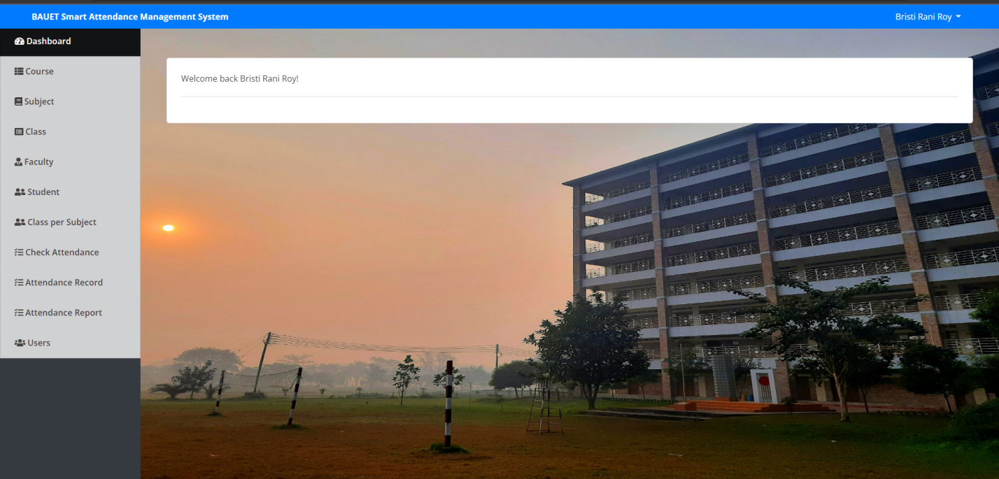 BAUET Smart Attendance Management System
Bristi Rani Roy
Dashboard
Course
Subject
Class
Faculty
Student
Class per Subject
Check Attendance
Attendance Record
Attendance Report
Users
Welcome back Bristi Rani Roy!